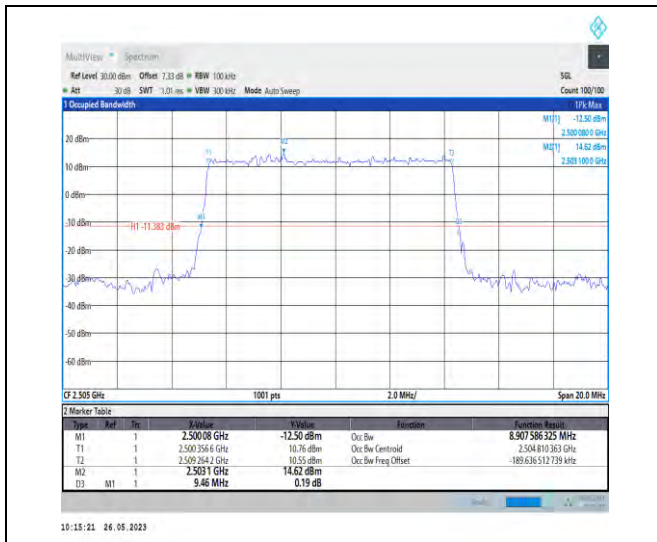 MultiView Spectrum
Ref Level 30.00 dBm Offset 7.33 dB RBW 100 kHz SGL
Att 30 dB SWT 1.01 ms VBW 300 kHz Mode Auto Sweep Count 100/100
1 Occupied Bandwidth 1Pk Max
M1[1] -12.50 dBm
2.500 080 0 GHz
M2[1] 14.62 dBm
2.503 100 0 GHz
20 dBm
T1 M2 T2
10 dBm
0 dBm
M1
-10 dBm
H1 -11.383 dBm
D3
-20 dBm
-30 dBm
-40 dBm
-50 dBm
-60 dBm
CF 2.505 GHz 1001 pts 2.0 MHz/ Span 20.0 MHz
2 Marker Table
Type Ref Trc X-Value Y-Value Function Function Result
M1 1 2.500 08 GHz -12.50 dBm Occ Bw 8.907 586 325 MHz
T1 1 2.500 356 6 GHz 10.76 dBm Occ Bw Centroid 2.504 810 363 GHz
T2 1 2.509 264 2 GHz 10.55 dBm Occ Bw Freq Offset -189.636 512 739 kHz
M2 1 2.503 1 GHz 14.62 dBm
D3 M1 1 9.46 MHz 0.19 dB
10:15:21 26.05.2023